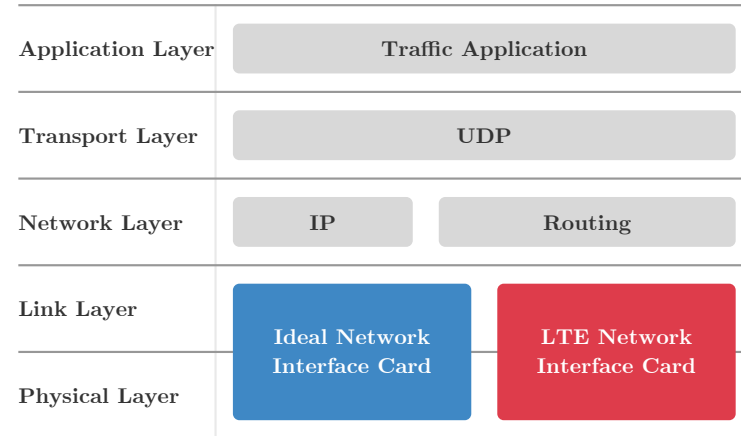 Application Layer
Traffic Application
Transport Layer
UDP
Network Layer
IP
Routing
Link Layer
Ideal Network
Interface Card
LTE Network
Interface Card
Physical Layer